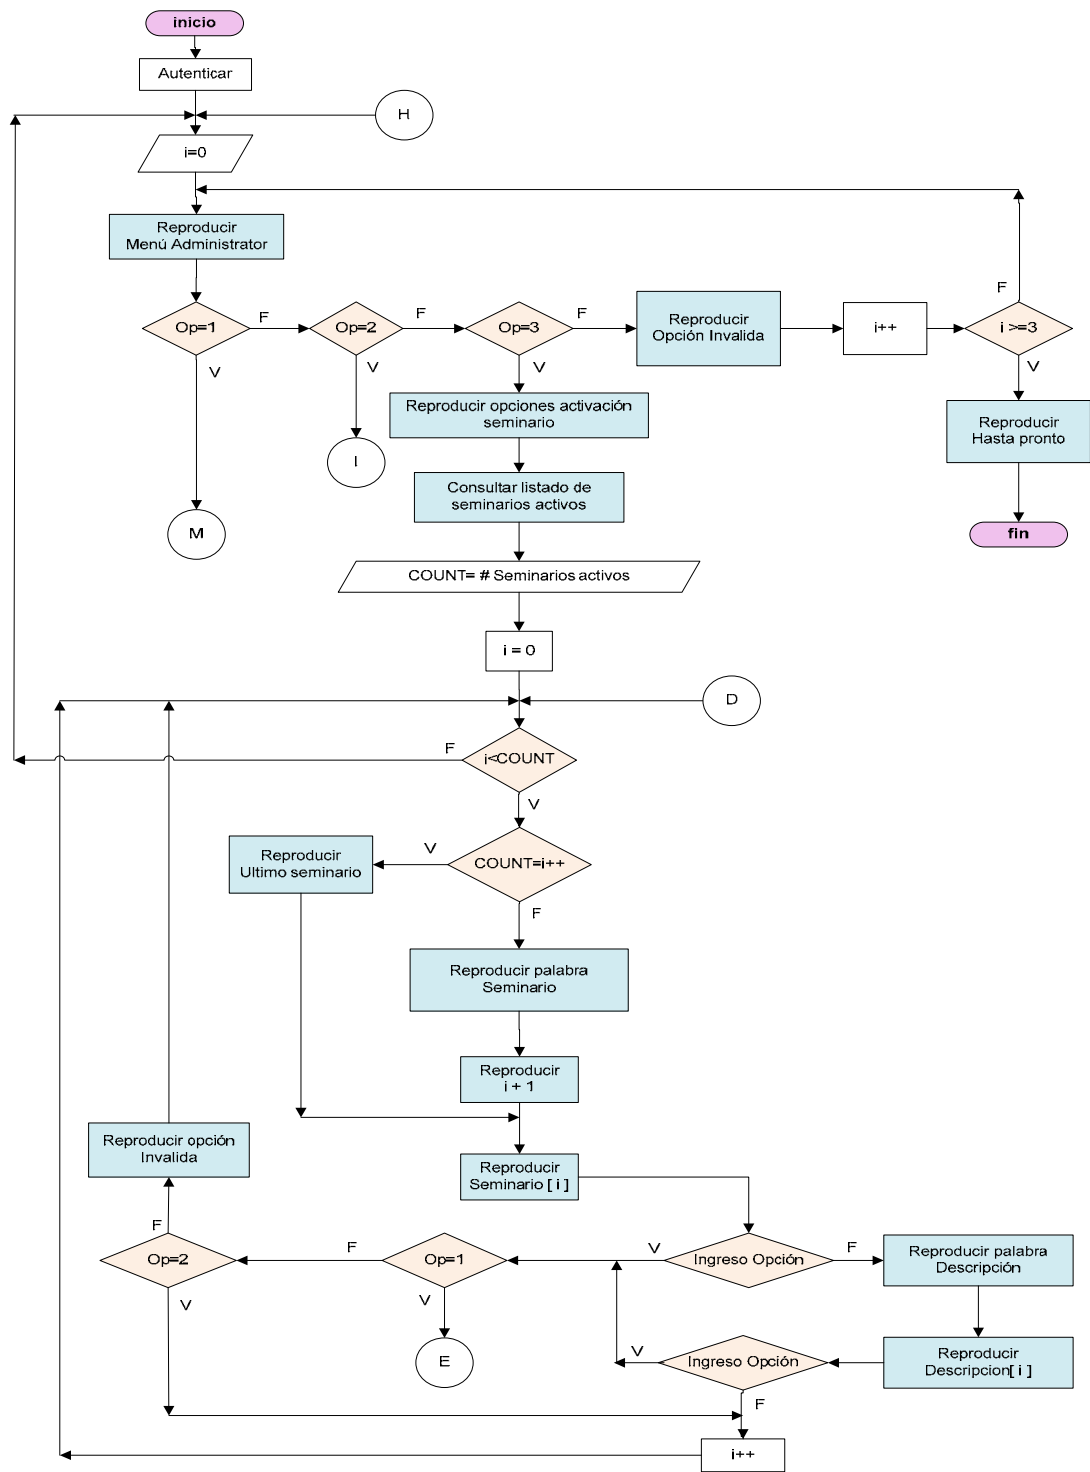 inicio
Autenticar
H
i=0
Reproducir
Menú Administrator
F
Op=1
F
Op=2
F
Op=3
F
Reproducir
Opción Invalida
i++
i >=3
V
V
V
V
Reproducir opciones activación
seminario
Reproducir
Hasta pronto
I
Consultar listado de
seminarios activos
M
fin
COUNT= # Seminarios activos
i = 0
D
F
i<COUNT
V
Reproducir
Ultimo seminario
V
COUNT=i++
F
Reproducir palabra
Seminario
Reproducir
i + 1
Reproducir opción
Invalida
Reproducir
Seminario [ i ]
F
Op=2
F
Op=1
V
Ingreso Opción
F
Reproducir palabra
Descripción
V
V
E
V
Ingreso Opción
Reproducir
Descripcion[ i ]
F
i++